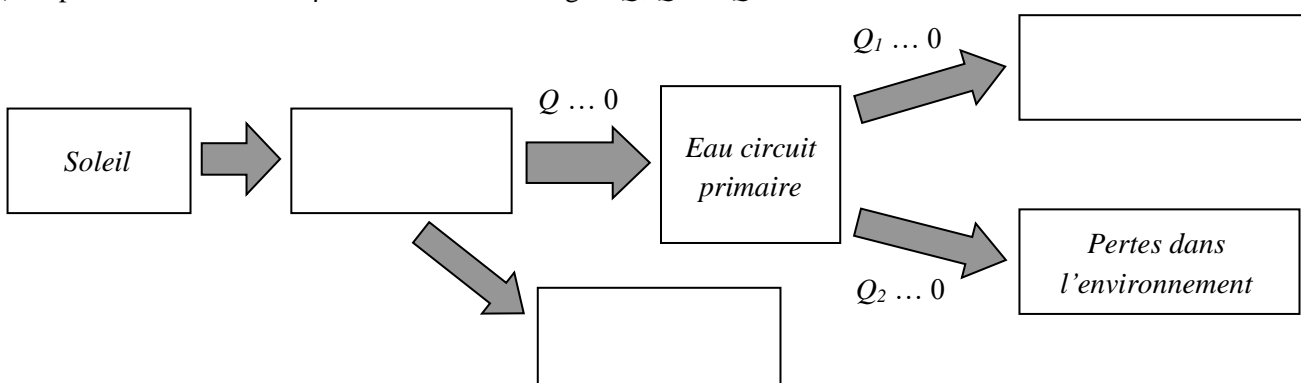 Q₁ … 0
Q … 0
Soleil
Eau circuit
primaire
Pertes dans
l’environnement
Q₂ … 0